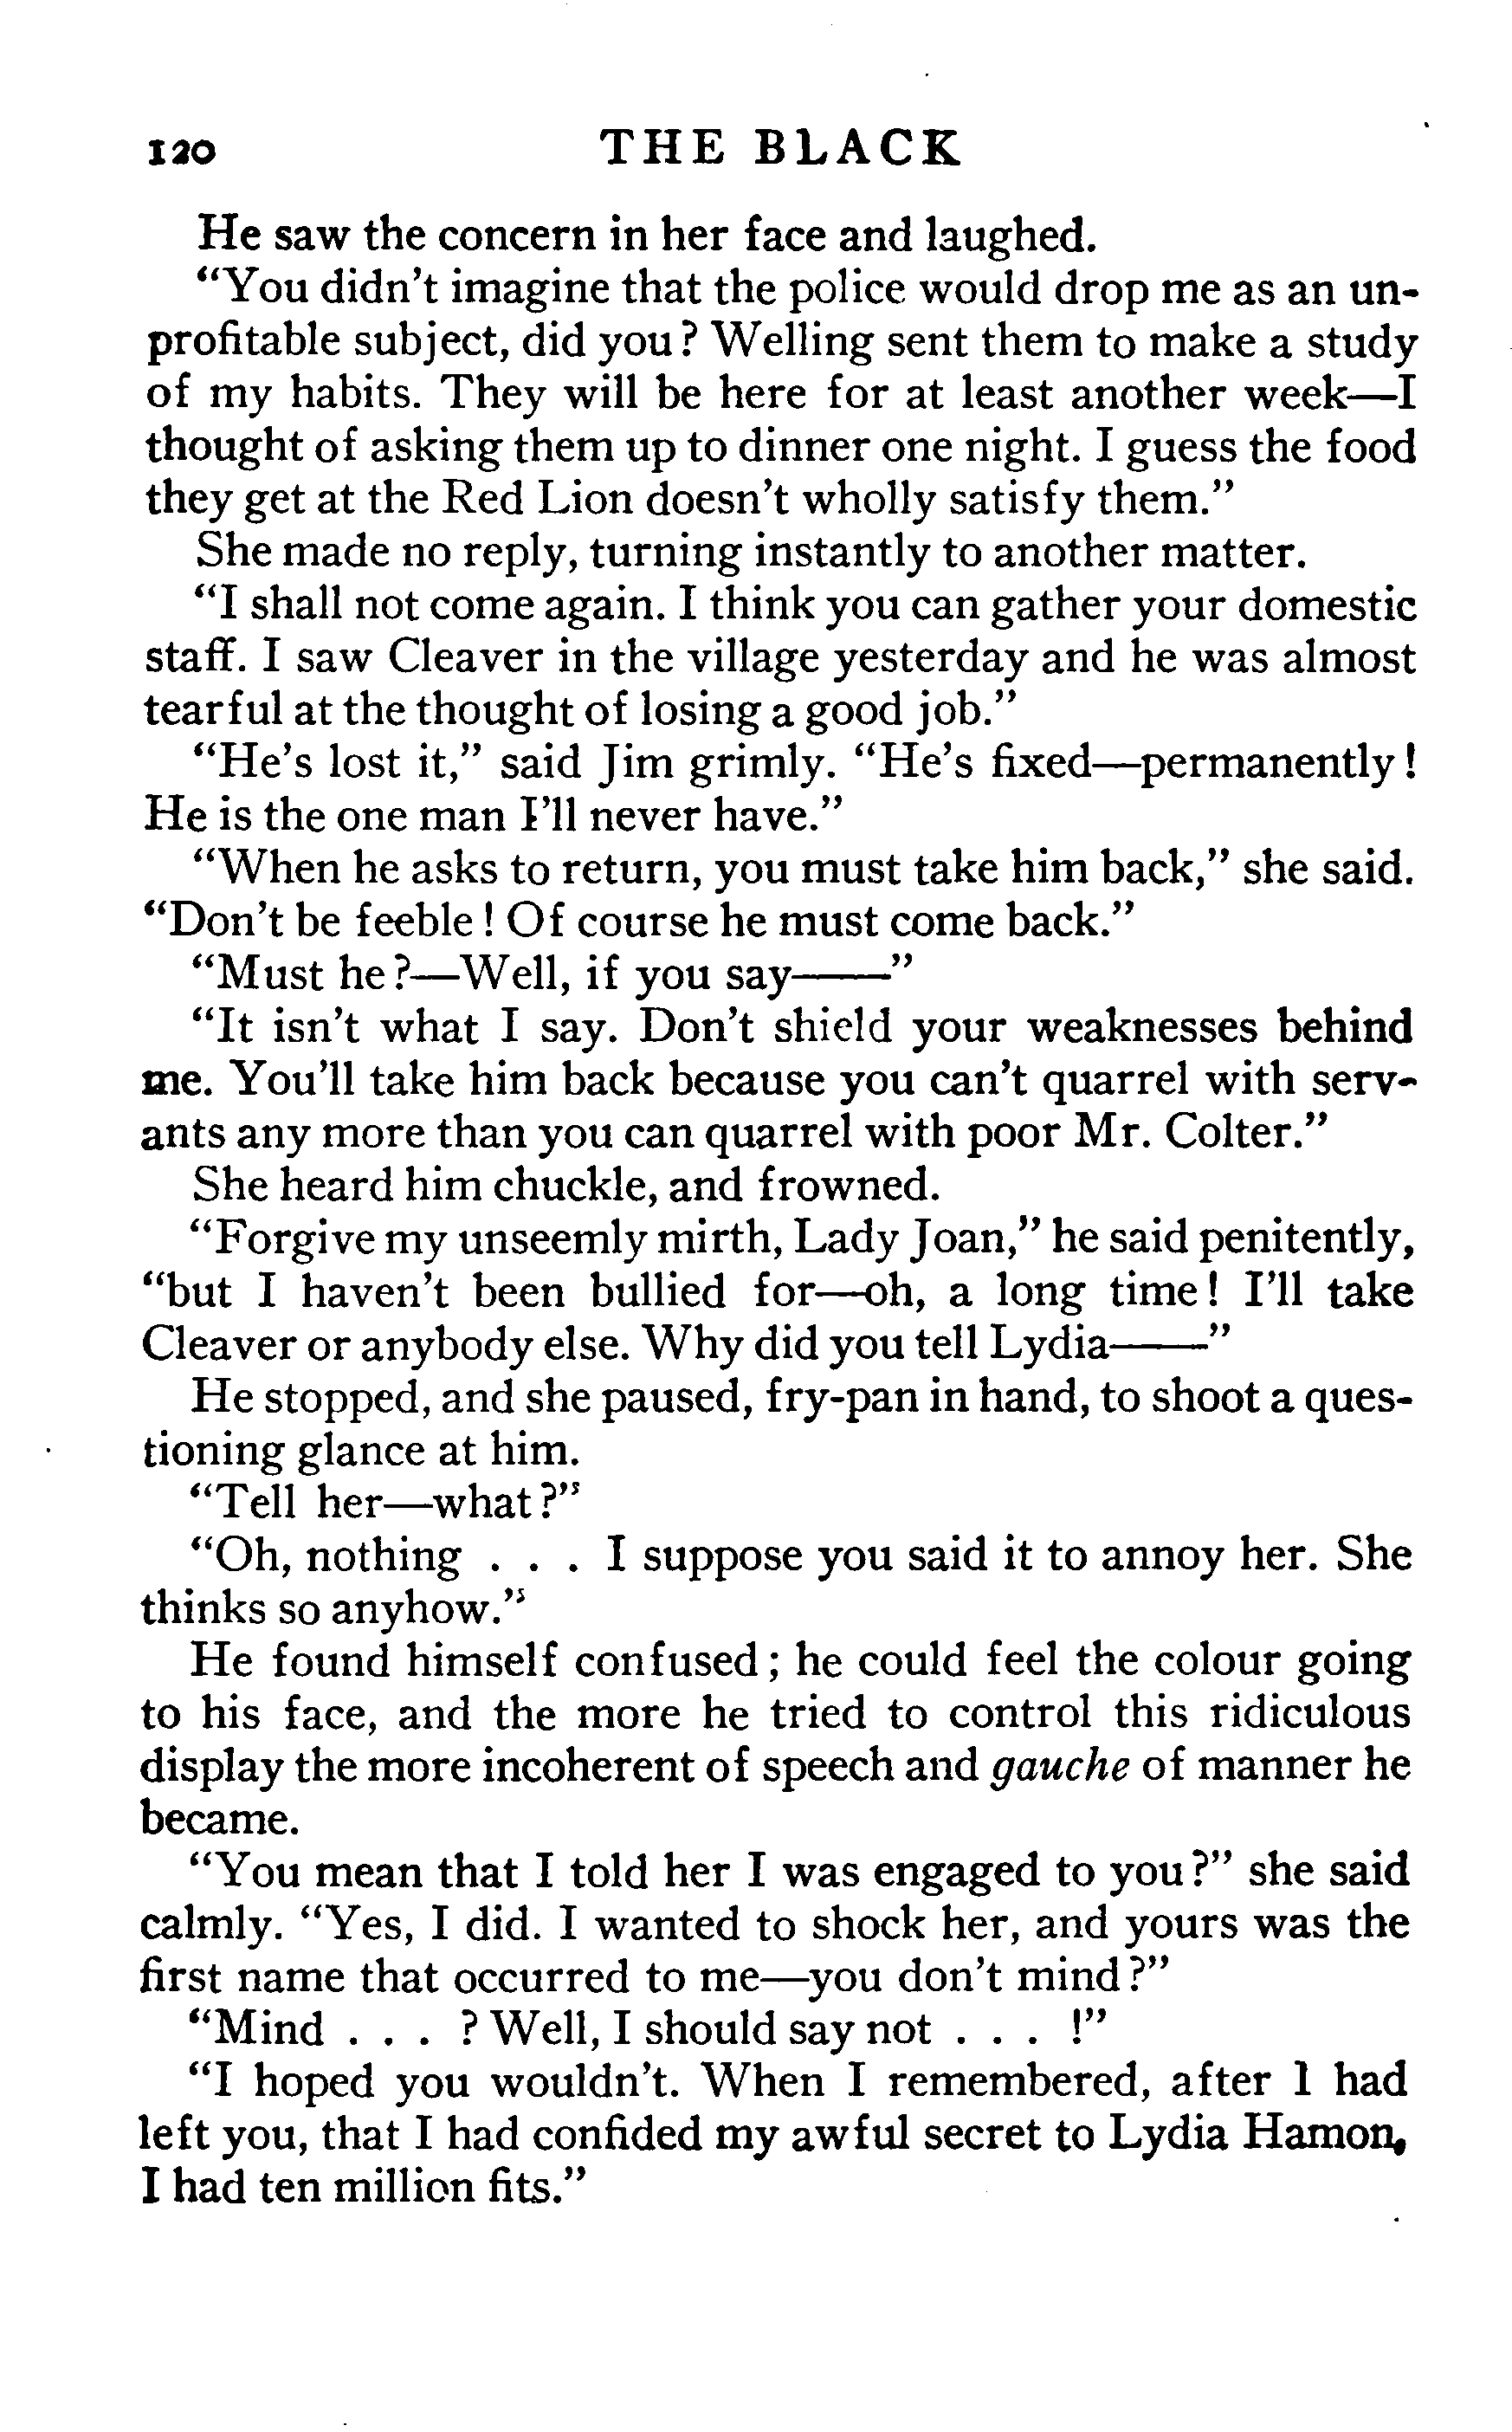 120 THE BLACK
He saw the concern in her face and laughed.
“You didn't imagine that the police would drop me as an un-
profitable subject, did you? Welling sent them to make a study
of my habits. They will be here for at least another week—I
thought of asking them up to dinner one night. I guess the food
they get at the Red Lion doesn't wholly satisfy them.”
She made no reply, turning instantly to another matter.
“I shall not come again. I think you can gather your domestic
staff. I saw Cleaver in the village yesterday and he was almost
tearful at the thought of losing a good job.”
“He's lost it,” said Jim grimly. “He's fixed—permanently!
He is the one man I'll never have.”
“When he asks to return, you must take him back,” she said.
“Don't be feeble! Of course he must come back.”
“Must he?—Well, if you say——”
“It isn't what I say. Don't shield your weaknesses behind
me. You'll take him back because you can't quarrel with serv-
ants any more than you can quarrel with poor Mr. Colter.”
She heard him chuckle, and frowned.
“Forgive my unseemly mirth, Lady Joan,” he said penitently,
“but I haven't been bullied for—oh, a long time! I'll take
Cleaver or anybody else. Why did you tell Lydia——”
He stopped, and she paused, fry-pan in hand, to shoot a ques-
tioning glance at him.
“Tell her—what?”
“Oh, nothing . . . I suppose you said it to annoy her. She
thinks so anyhow.”
He found himself confused; he could feel the colour going
to his face, and the more he tried to control this ridiculous
display the more incoherent of speech and gauche of manner he
became.
“You mean that I told her I was engaged to you?” she said
calmly. “Yes, I did. I wanted to shock her, and yours was the
first name that occurred to me—you don't mind?”
“Mind . . . ? Well, I should say not . . . !”
“I hoped you wouldn't. When I remembered, after I had
left you, that I had confided my awful secret to Lydia Hamon,
I had ten million fits.”